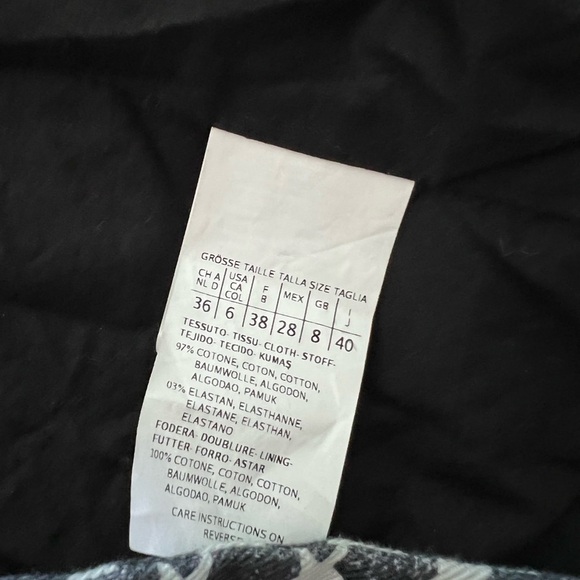 GRÖSSE TAILLE TALLA SIZE TAGLIA
CH A USA F MEX GB I
NL D CA B J
COL
36 6 38 28 8 40
TESSUTO- TISSU- CLOTH- STOFF-
TEJIDO- TECIDO- KUMAŞ
97% COTONE, COTON, COTTON,
BAUMWOLLE, ALGODON,
ALGODAO, PAMUK
03% ELASTAN, ELASTHANNE,
ELASTANE, ELASTHAN,
ELASTANO
FODERA- DOUBLURE- LINING-
FUTTER- FORRO- ASTAR
100% COTONE, COTON, COTTON,
BAUMWOLLE, ALGODON,
ALGODAO, PAMUK
CARE INSTRUCTIONS ON
REVERSE